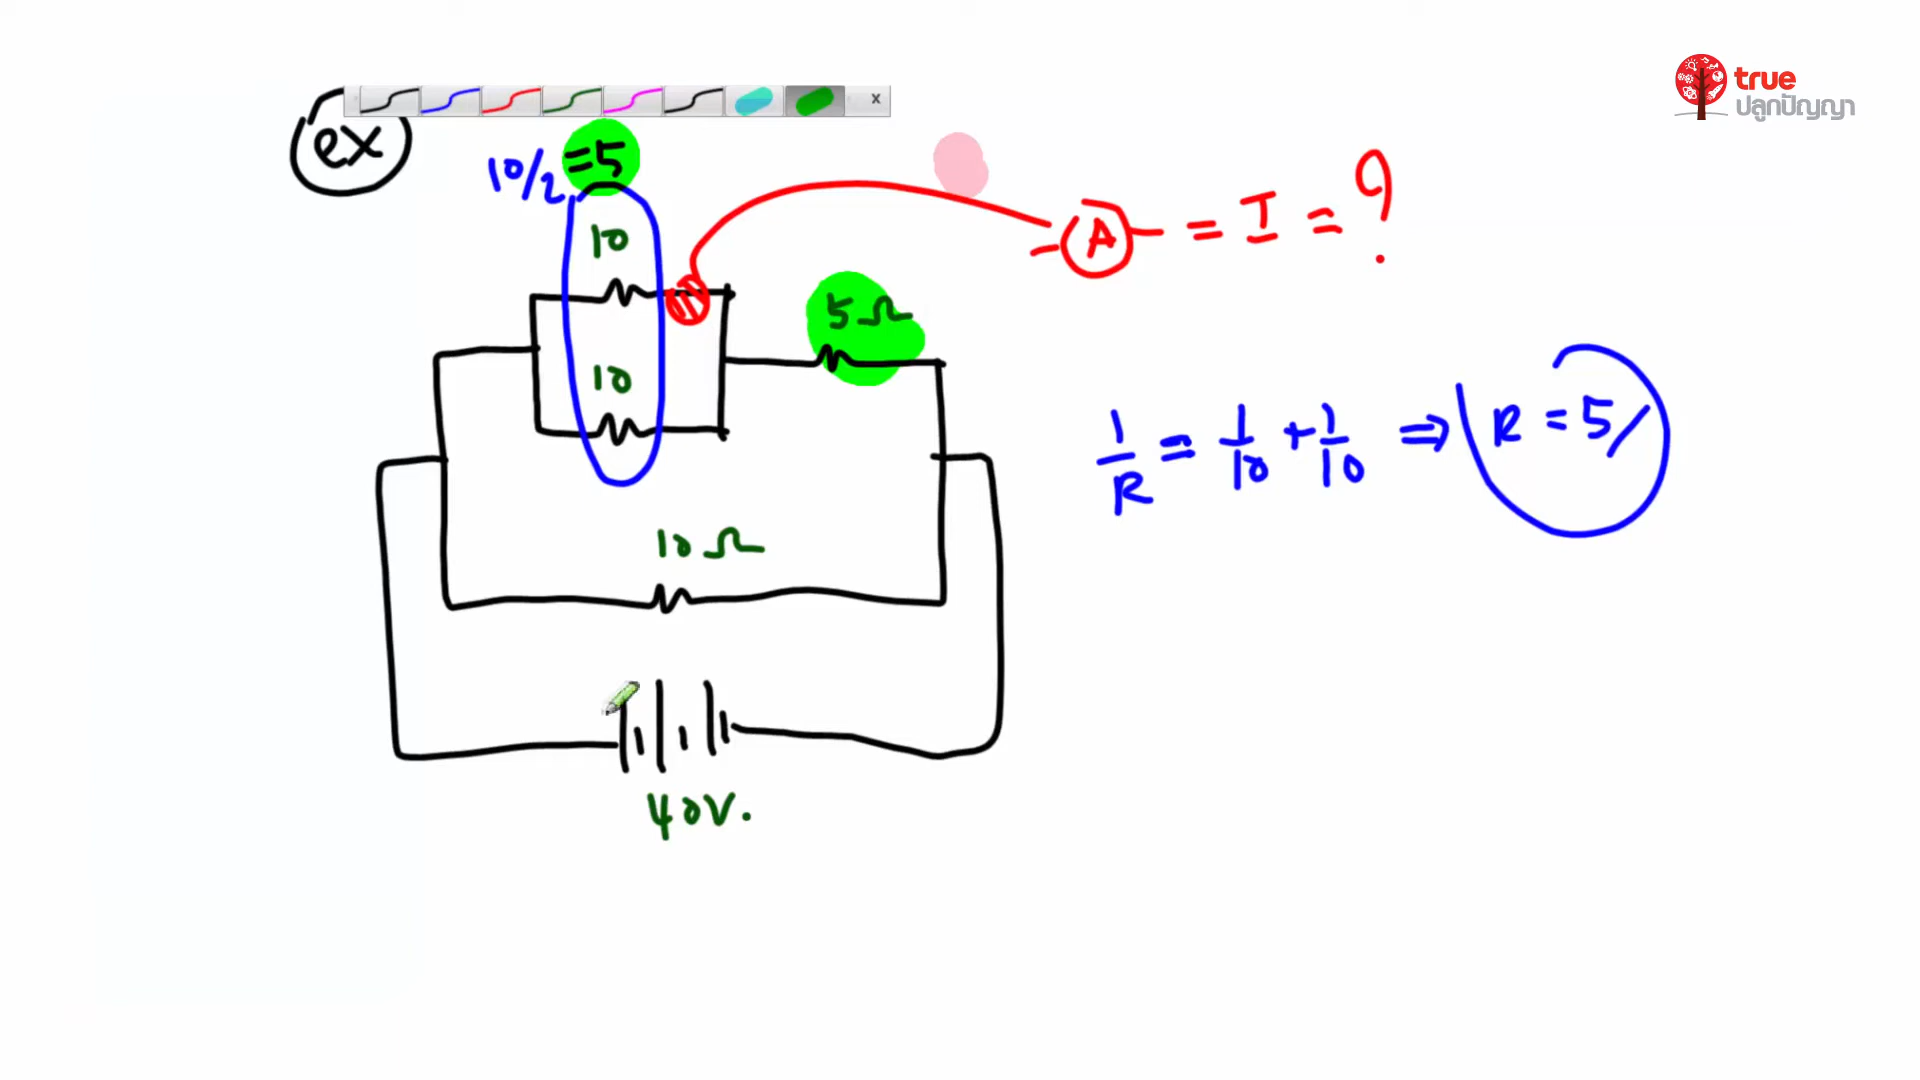 true
ปลูกปัญญา
x
ex
10/2 =5
10
A = I = ?
5Ω
10
1/R = 1/10 + 1/10 ⇒ R = 5
10 Ω
40V.